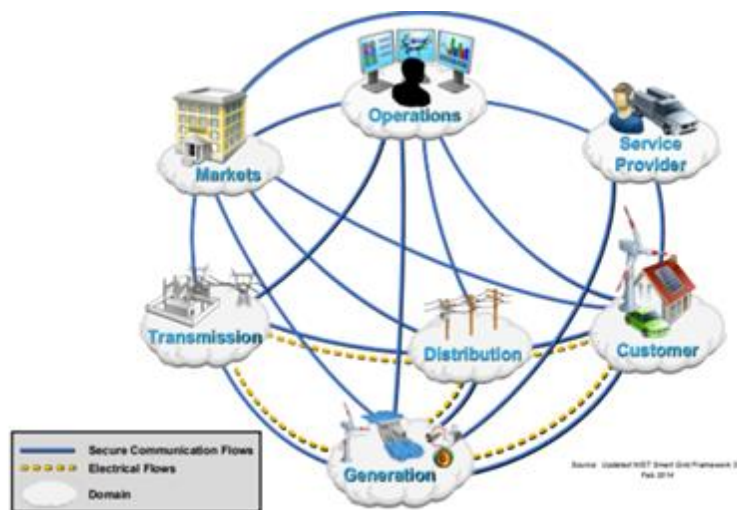 Operations
Service
Provider
Markets
Transmission
Distribution
Customer
Generation
Secure Communication Flows
Electrical Flows
Domain
Source: Updated NIST Smart Grid Framework 3
Feb 2014